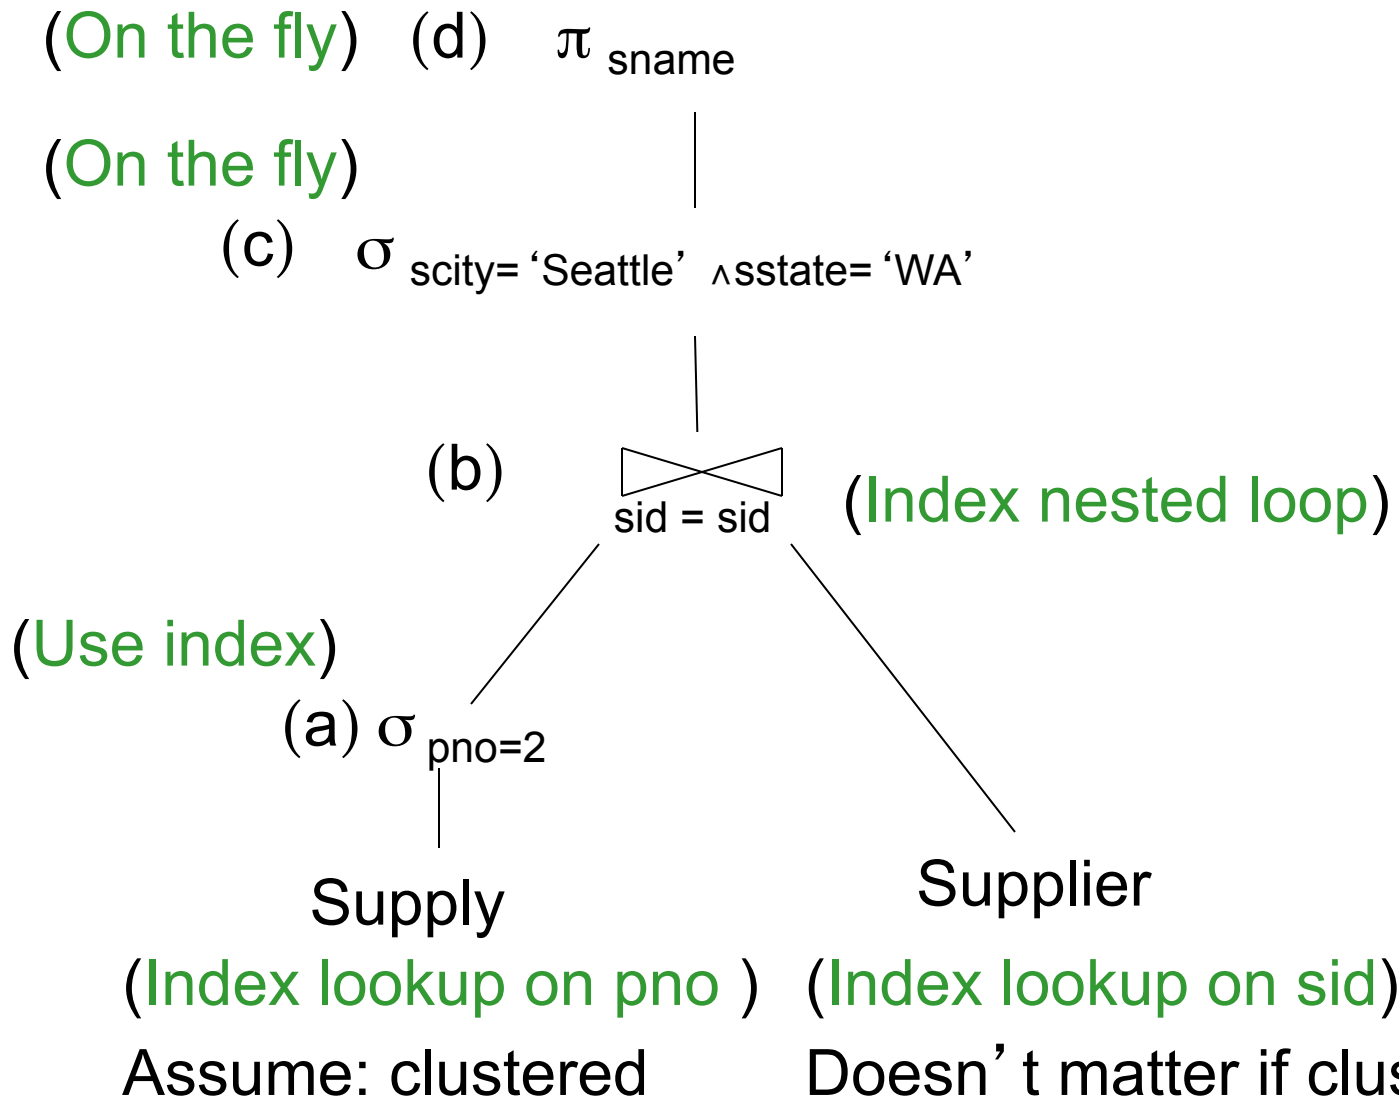 (On the fly) (d) π sname
(On the fly)
(c) σ scity= ‘Seattle’ ∧sstate= ‘WA’
(b)
sid = sid
(Index nested loop)
(Use index)
(a) σ pno=2
Supply
Supplier
(Index lookup on pno )
(Index lookup on sid)
Assume: clustered
Doesn’t matter if